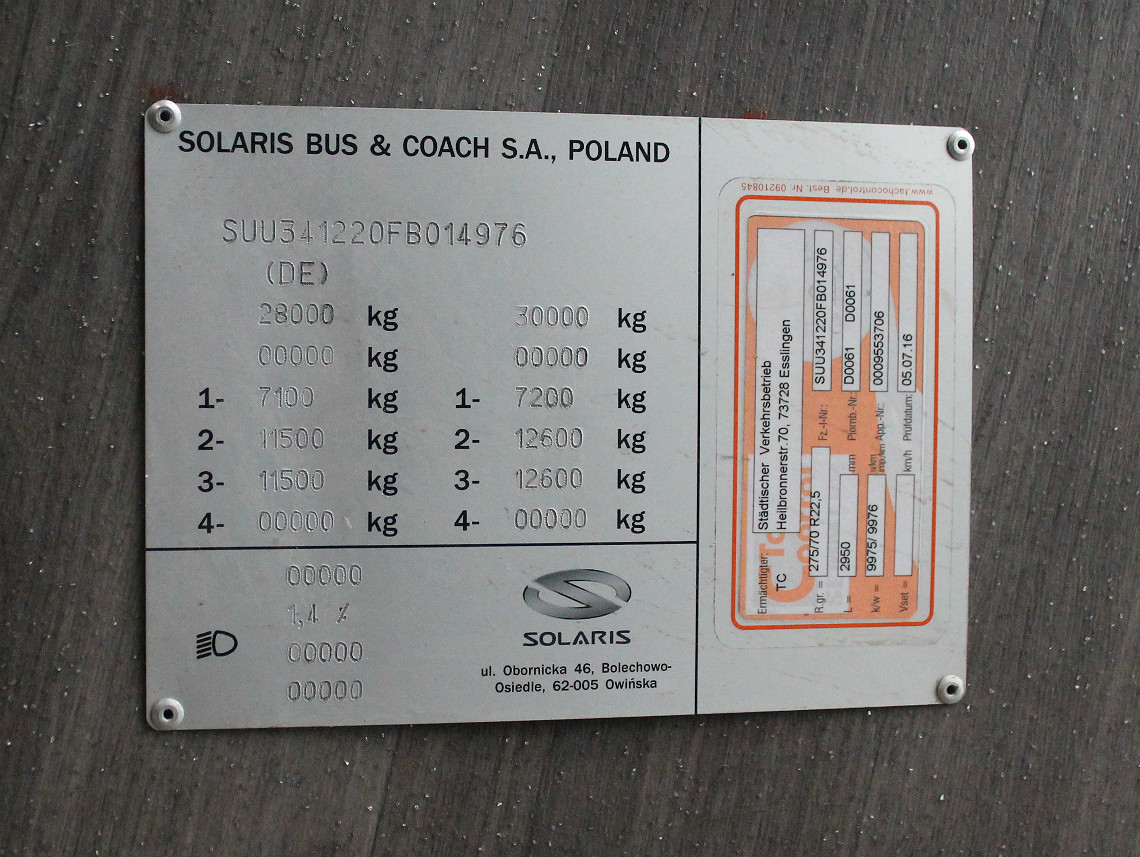 SOLARIS BUS & COACH S.A., POLAND
SUU341220FB014976
(DE)
28000 kg 30000 kg
00000 kg 00000 kg
1- 7100 kg 1- 7200 kg
2- 11500 kg 2- 12600 kg
3- 11500 kg 3- 12600 kg
4- 00000 kg 4- 00000 kg
00000
1,4 %
00000
00000
SOLARIS
ul. Obornicka 46, Bolechowo-
Osiedle, 62-005 Owińska
www.tachocontrol.de Best. Nr. 09210845
Ermächtigter: Städtischer Verkehrsbetrieb
TC Heilbronnerstr.70, 73728 Esslingen
R gr. = 275/70 R22,5 Fz.-I-Nr.: SUU341220FB014976
L = 2950 mm Plomb.-Nr.: D0061 D0061
k/w = 9975/ 9976 App.-Nr.: 0009553706
Vset = km/h Prüfdatum: 05.07.16